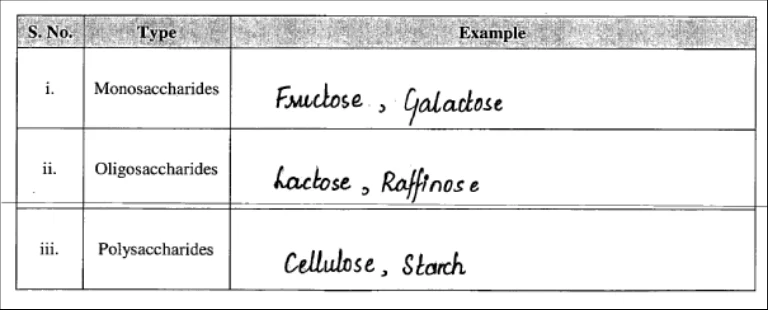 S. No. Type Example
i. Monosaccharides Fructose, Galactose
ii. Oligosaccharides Lactose, Raffinose
iii. Polysaccharides Cellulose, Starch